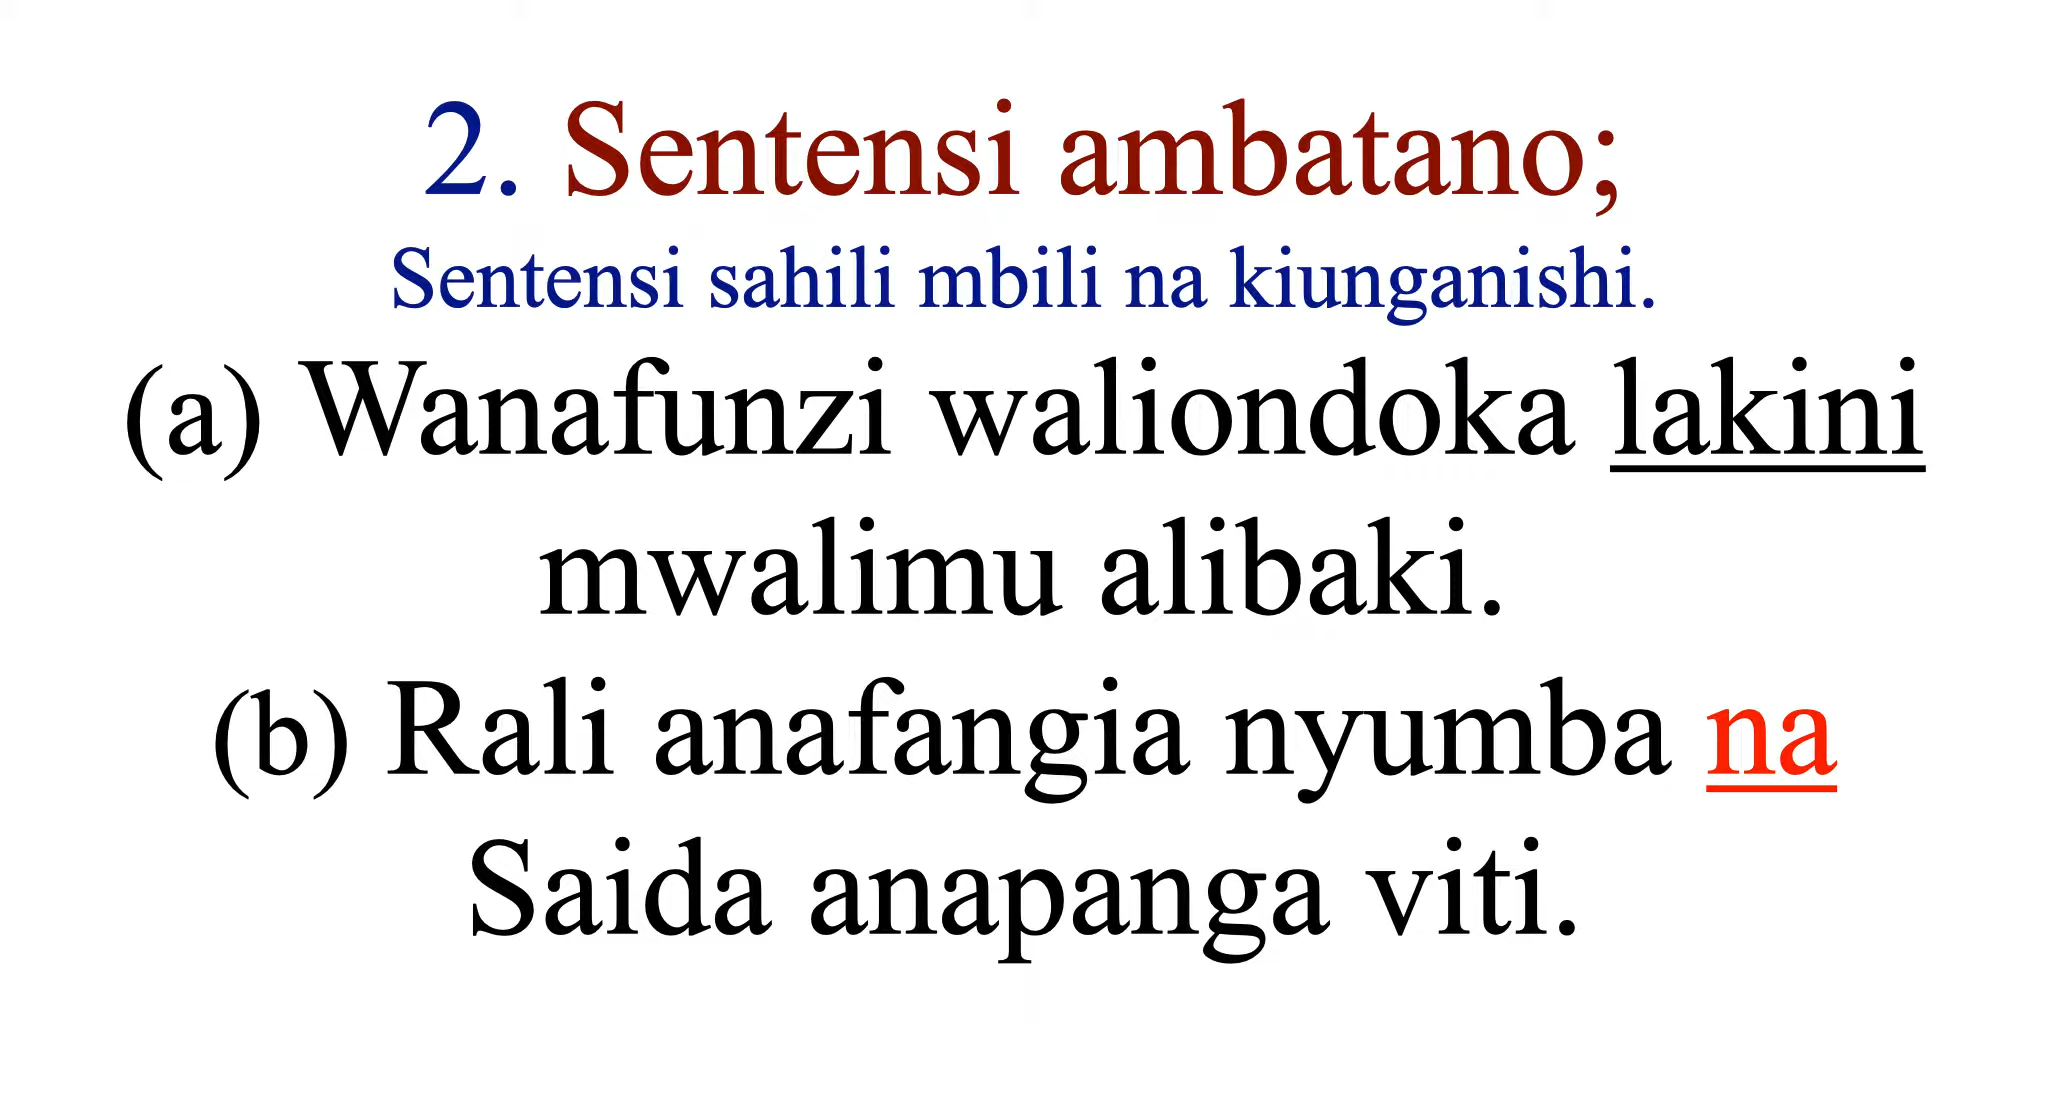 2. Sentensi ambatano;
Sentensi sahili mbili na kiunganishi.
(a) Wanafunzi waliondoka lakini
mwalimu alibaki.
(b) Rali anafangia nyumba na
Saida anapanga viti.